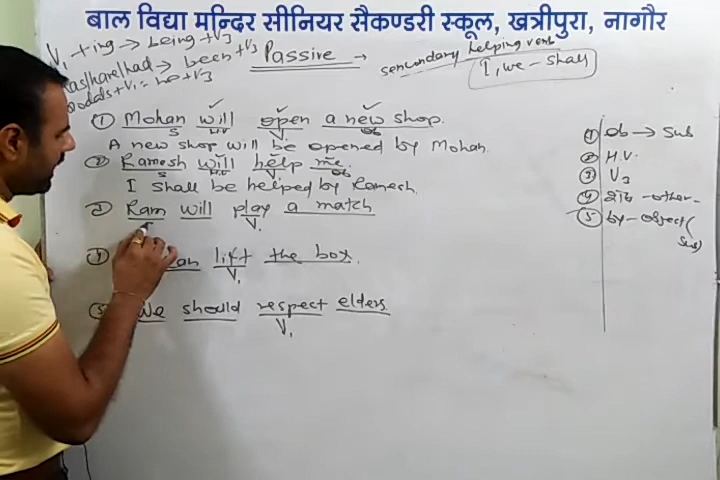 बाल विद्या मन्दिर सीनियर सैकण्डरी स्कूल, खत्रीपुरा, नागौर
V₁ +ing → being +V3
Has/have/had → been +V3
modals + V₁ = be +V3
Passive → secondary helping verb
I, we - shall
① Mohan will open a new shop.
S H.V V. Ob
A new shop will be opened by Mohan.
② Ramesh will help me.
S H.V V. Ob
I shall be helped by Ramesh.
③ Ram will play a match
V.
④ can lift the box.
V₁
⑤ We should respect elders
V₁
① Ob → Sub
② H.V.
③ V3
④ शेष -other-
⑤ by - object (Sub)